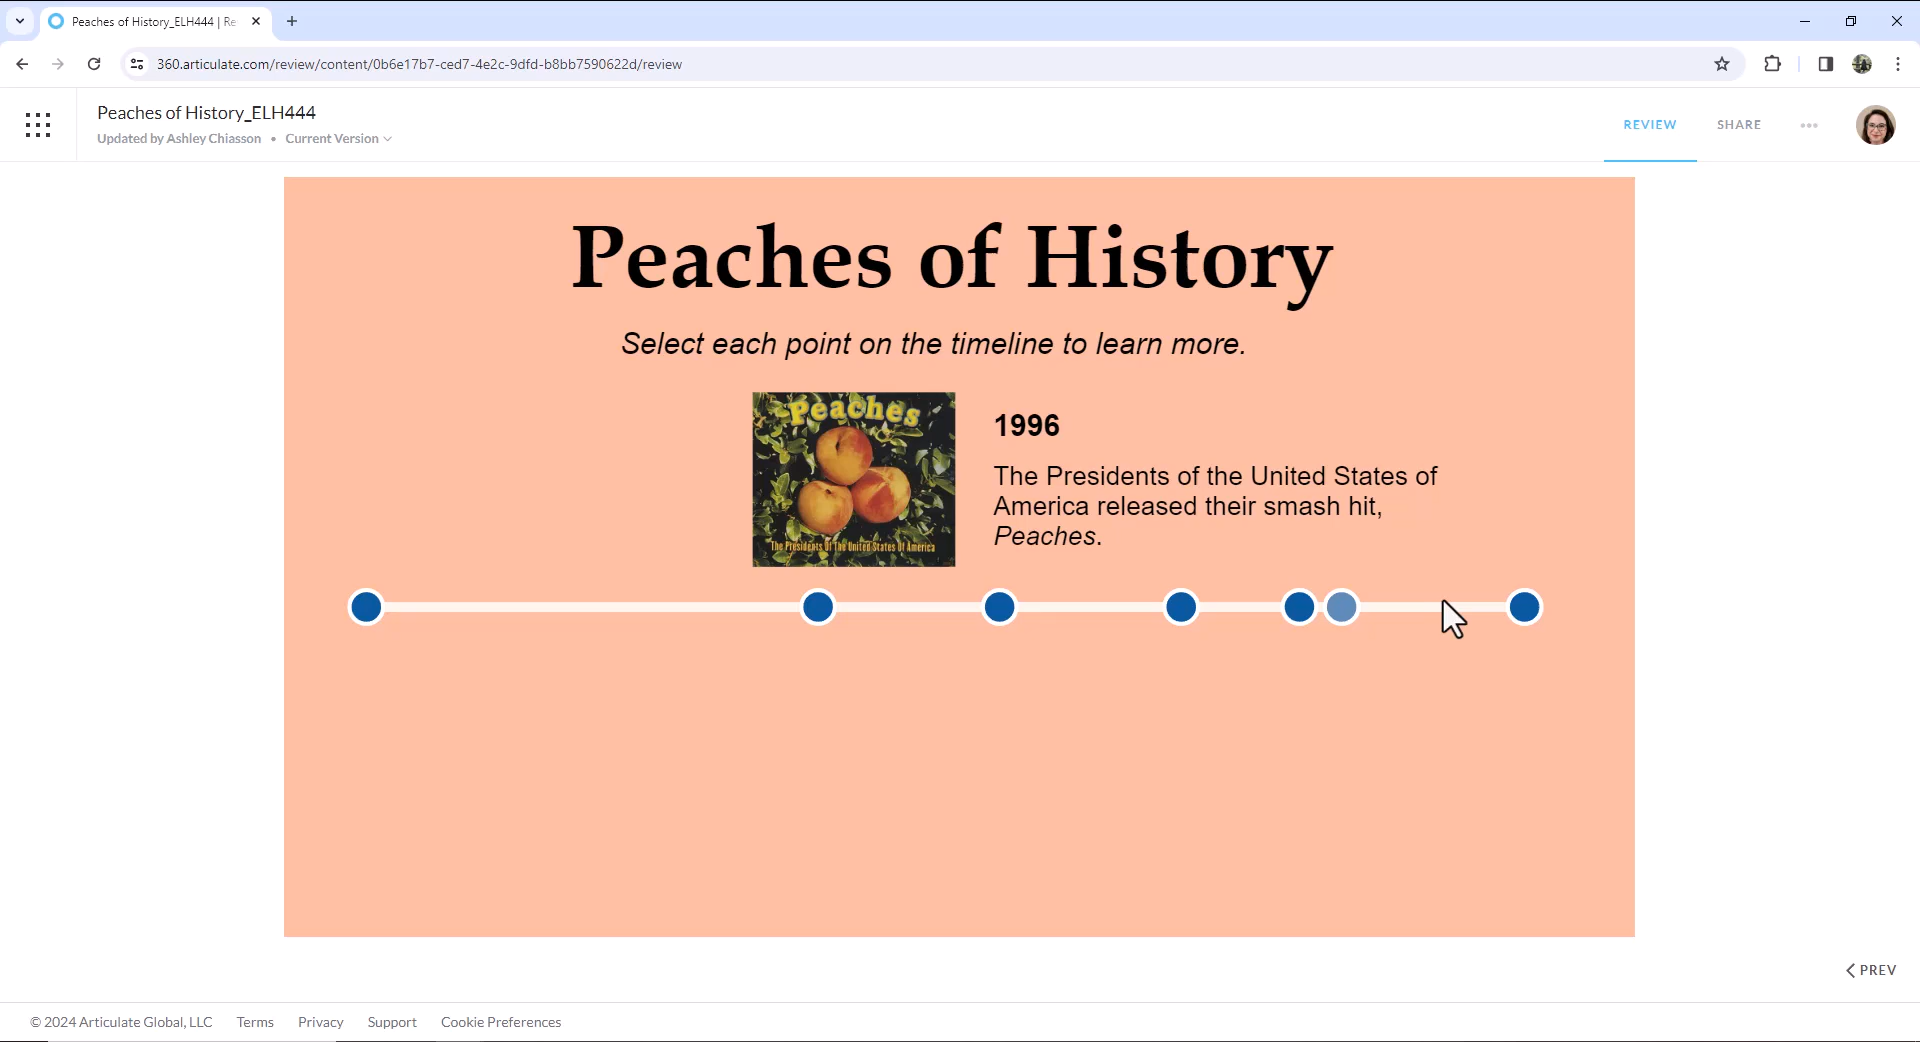 Peaches of History_ELH444 | Re
360.articulate.com/review/content/0b6e17b7-ced7-4e2c-9dfd-b8bb7590622d/review
Peaches of History_ELH444
Updated by Ashley Chiasson • Current Version
REVIEW
SHARE
Peaches of History
Select each point on the timeline to learn more.
Peaches
The Presidents Of The United States Of America
1996
The Presidents of the United States of
America released their smash hit,
Peaches.
PREV
© 2024 Articulate Global, LLC Terms Privacy Support Cookie Preferences